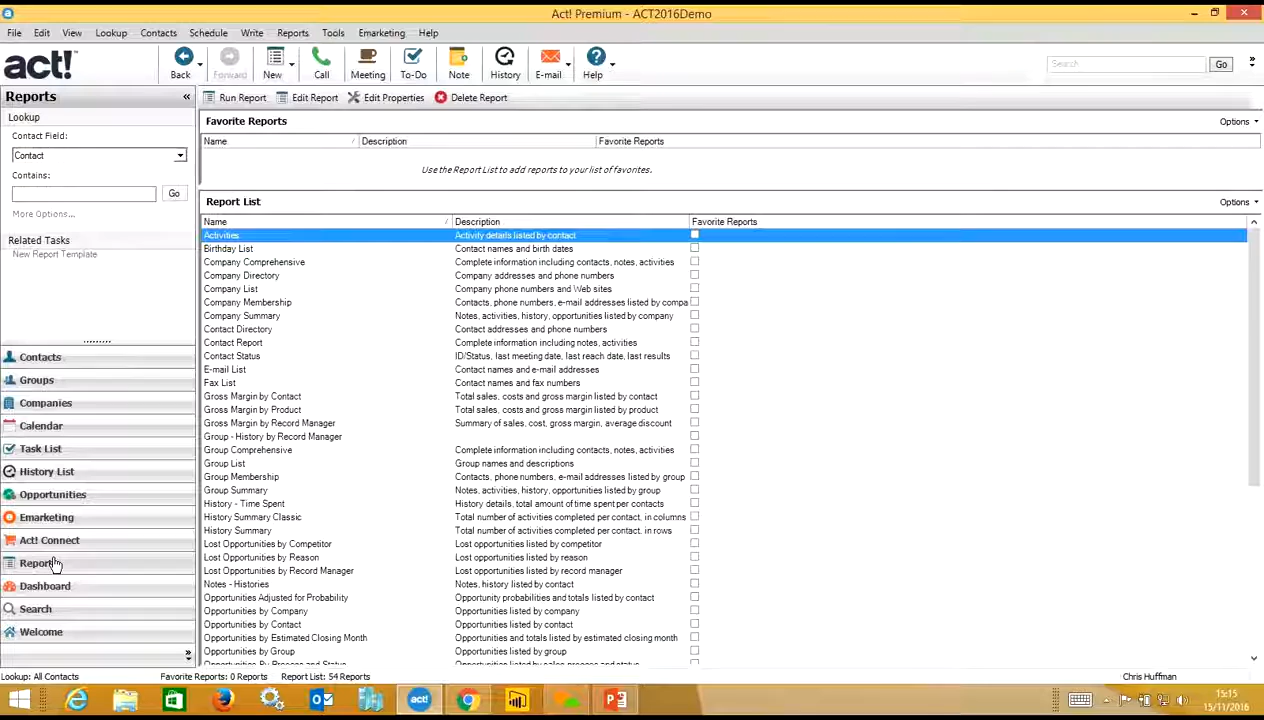 Act! Premium - ACT2016Demo
File Edit View Lookup Contacts Schedule Write Reports Tools Emarketing Help
act! Back Forward New Call Meeting To-Do Note History E-mail Help Search Go
Reports «
Run Report Edit Report Edit Properties Delete Report
Lookup
Contact Field:
Contact
Contains:
Go
More Options...
Related Tasks
New Report Template
Contacts
Groups
Companies
Calendar
Task List
History List
Opportunities
Emarketing
Act! Connect
Report
Dashboard
Search
Welcome
»
Favorite Reports Options
Name Description Favorite Reports
Use the Report List to add reports to your list of favorites.
Report List Options
Name Description Favorite Reports
Activities Activity details listed by contact
Birthday List Contact names and birth dates
Company Comprehensive Complete information including contacts, notes, activities
Company Directory Company addresses and phone numbers
Company List Company phone numbers and Web sites
Company Membership Contacts, phone numbers, e-mail addresses listed by compa
Company Summary Notes, activities, history, opportunities listed by company
Contact Directory Contact addresses and phone numbers
Contact Report Complete information including notes, activities
Contact Status ID/Status, last meeting date, last reach date, last results
E-mail List Contact names and e-mail addresses
Fax List Contact names and fax numbers
Gross Margin by Contact Total sales, costs and gross margin listed by contact
Gross Margin by Product Total sales, costs and gross margin listed by product
Gross Margin by Record Manager Summary of sales, cost, gross margin, average discount
Group - History by Record Manager
Group Comprehensive Complete information including contacts, notes, activities
Group List Group names and descriptions
Group Membership Contacts, phone numbers, e-mail addresses listed by group
Group Summary Notes, activities, history, opportunities listed by group
History - Time Spent History details, total amount of time spent per contacts
History Summary Classic Total number of activities completed per contact, in columns
History Summary Total number of activities completed per contact, in rows
Lost Opportunities by Competitor Lost opportunities listed by competitor
Lost Opportunities by Reason Lost opportunities listed by reason
Lost Opportunities by Record Manager Lost opportunities listed by record manager
Notes - Histories Notes, history listed by contact
Opportunities Adjusted for Probability Opportunity probabilities and totals listed by contact
Opportunities by Company Opportunities listed by company
Opportunities by Contact Opportunities listed by contact
Opportunities by Estimated Closing Month Opportunities and totals listed by estimated closing month
Opportunities by Group Opportunities listed by group
Opportunities By Process and Status Opportunities listed by sales process and status
Lookup: All Contacts Favorite Reports: 0 Reports Report List: 54 Reports Chris Huffman
act!
15:15
15/11/2016